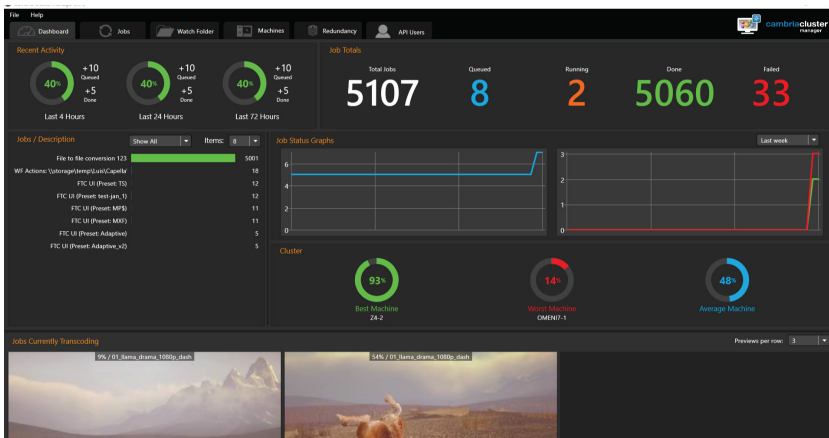 File Help
Dashboard Jobs Watch Folder Machines Redundancy API Users
cambriacluster
manager
Recent Activity
40%
+10
Queued
+5
Done
Last 4 Hours
40%
+10
Queued
+5
Done
Last 24 Hours
40%
+10
Queued
+5
Done
Last 72 Hours
Job Totals
Total Jobs
5107
Queued
8
Running
2
Done
5060
Failed
33
Jobs / Description
Show All
Items: 8
File to file conversion 123 5001
WF Actions: \\storage\temp\Luis\Capella' 18
FTC UI (Preset: TS) 12
FTC UI (Preset: test-jan_1) 12
FTC UI (Preset: MP$) 11
FTC UI (Preset: MXF) 11
FTC UI (Preset: Adaptive) 5
FTC UI (Preset: Adaptive_v2) 5
Job Status Graphs
Last week
6
4
2
0
3
2
1
0
Cluster
93%
Best Machine
Z4-2
14%
Worst Machine
OMENI7-1
48%
Average Machine
Jobs Currently Transcoding
Previews per row: 3
9% / 01_llama_drama_1080p_dash
54% / 01_llama_drama_1080p_dash